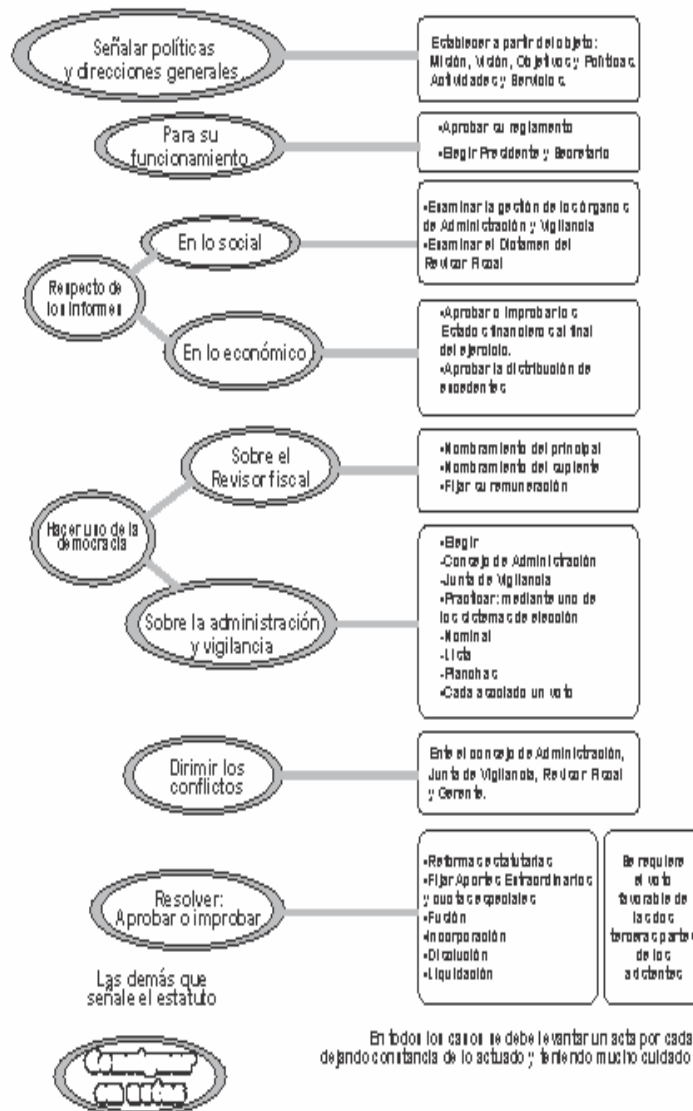 Señalar políticas
y direcciones generales
Establecer a partir del objeto:
Misión, Visión, Objetivos y Políticas.
Actividades y Servicios.
Para su
funcionamiento
•Aprobar su reglamento
•Elegir Presidente y Secretario
Respecto de
los informes
En lo social
•Examinar la gestión de los órganos
de Administración y Vigilancia
•Examinar el Dictamen del
Revisor Fiscal
En lo económico
•Aprobar o improbar los
Estados financieros al final
del ejercicio.
•Aprobar la distribución de
excedentes
Hacer uso de la
democracia
Sobre el
Revisor fiscal
•Nombramiento del principal
•Nombramiento del suplente
•Fijar su remuneración
Sobre la administración
y vigilancia
•Elegir
-Concejo de Administración
-Junta de Vigilancia
•Practicar: mediante uno de
los sistemas de elección
-Nominal
-Lista
-Planchas
•Cada asociado un voto
Dirimir los
conflictos
Ente el concejo de Administración,
Junta de Vigilancia, Revisor Fiscal
y Gerente.
Resolver:
Aprobar o improbar
•Reformas estatutarias
•Fijar Aportes Extraordinarios
y cuotas especiales
•Fusión
•Incorporación
•Disolución
•Liquidación
Se requiere
el voto
favorable de
las dos
terceras partes
de los
asistentes
Las demás que
señale el estatuto
En todos los casos se debe levantar un acta por cada
dejando constancia de lo actuado y teniendo mucho cuidado